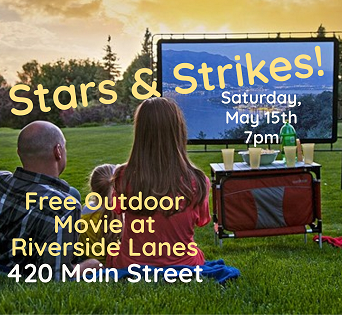 Stars & Strikes!
Saturday,
May 15th
7pm
Free Outdoor
Movie at
Riverside Lanes
420 Main Street